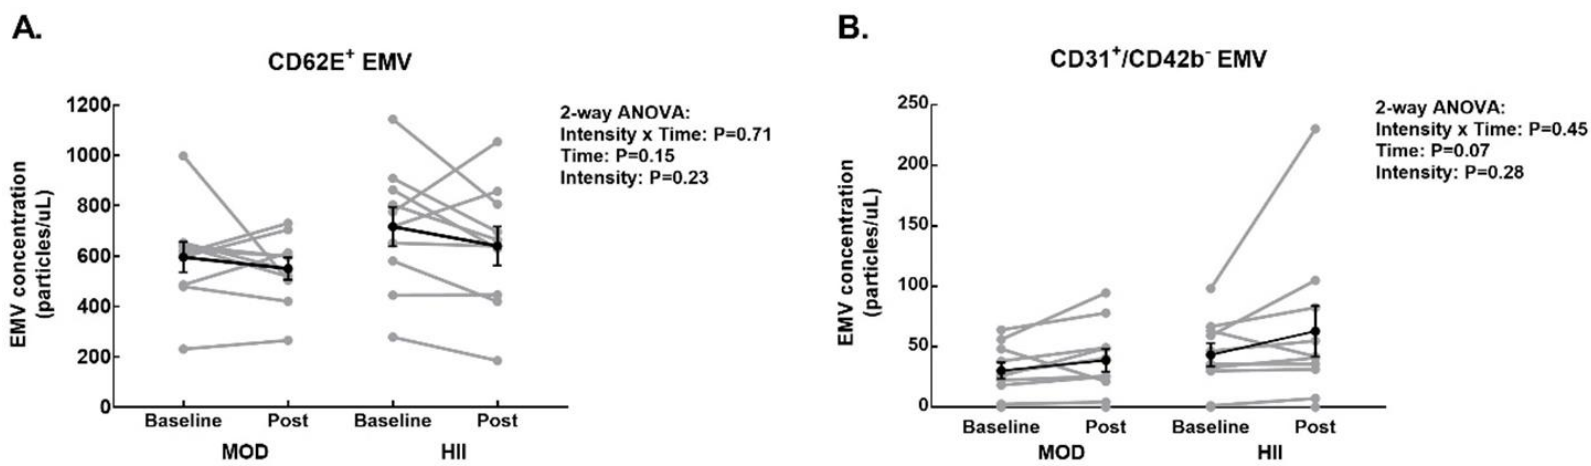 A.
CD62E⁺ EMV
EMV concentration
(particles/uL)
1200
1000
800
600
400
200
0
Baseline Post Baseline Post
MOD HII
2-way ANOVA:
Intensity x Time: P=0.71
Time: P=0.15
Intensity: P=0.23
B.
CD31⁺/CD42b⁻ EMV
EMV concentration
(particles/uL)
250
200
150
100
50
0
Baseline Post Baseline Post
MOD HII
2-way ANOVA:
Intensity x Time: P=0.45
Time: P=0.07
Intensity: P=0.28